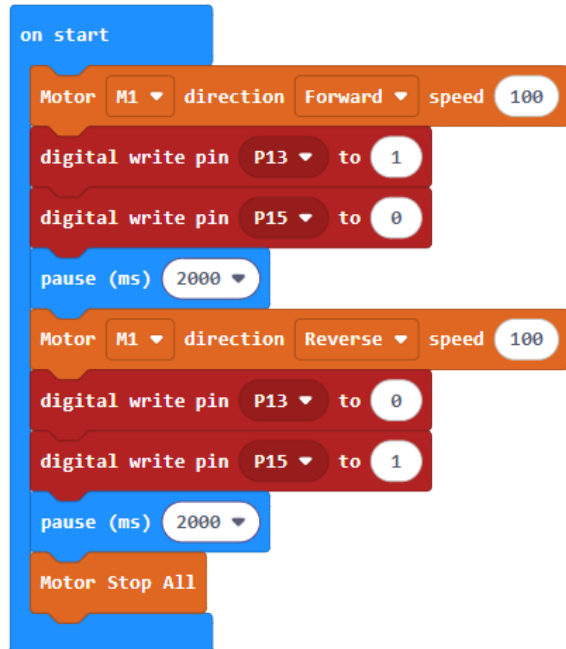 on start
Motor M1 direction Forward speed 100
digital write pin P13 to 1
digital write pin P15 to 0
pause (ms) 2000
Motor M1 direction Reverse speed 100
digital write pin P13 to 0
digital write pin P15 to 1
pause (ms) 2000
Motor Stop All